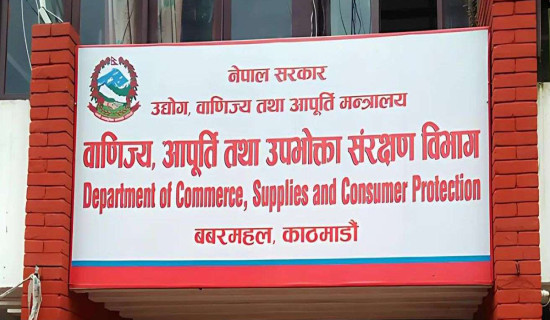 नेपाल सरकार
उद्योग, वाणिज्य तथा आपूर्ति मन्त्रालय
वाणिज्य, आपूर्ति तथा उपभोक्ता संरक्षण विभाग
Department of Commerce, Supplies and Consumer Protection
बबरमहल, काठमाडौं